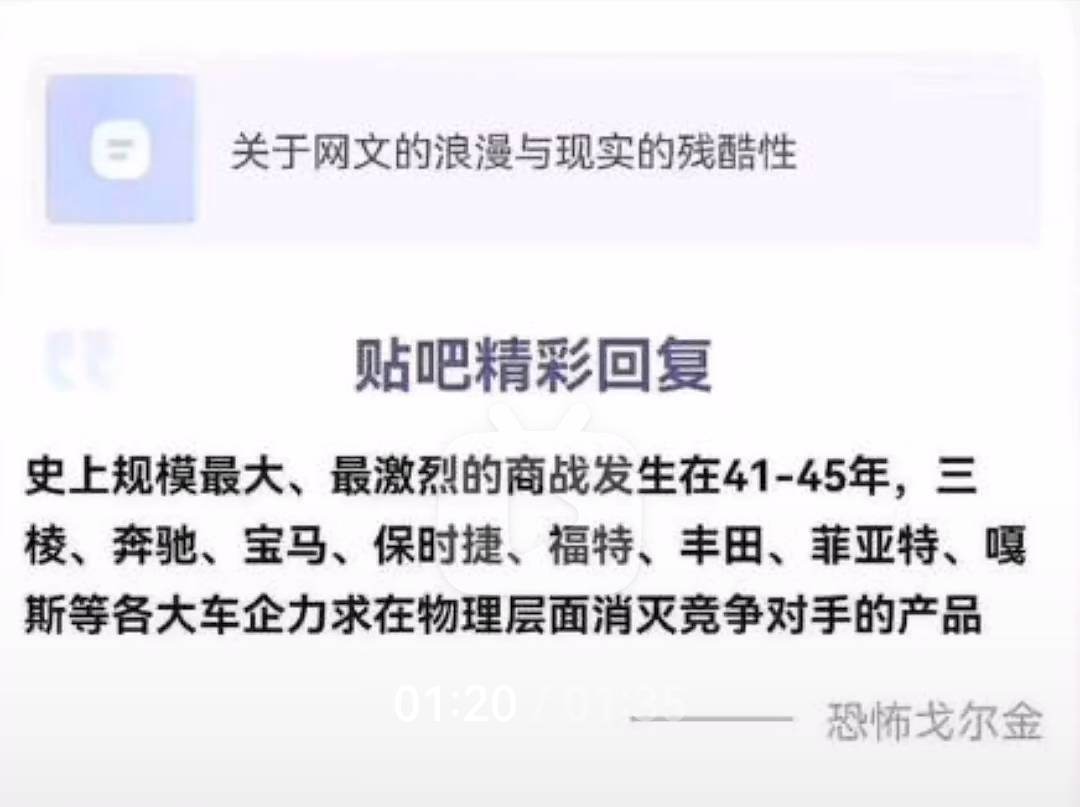 关于网文的浪漫与现实的残酷性
贴吧精彩回复
史上规模最大、最激烈的商战发生在41-45年，三
棱、奔驰、宝马、保时捷、福特、丰田、菲亚特、嘎
斯等各大车企力求在物理层面消灭竞争对手的产品
01:20 / 01:35
恐怖戈尔金